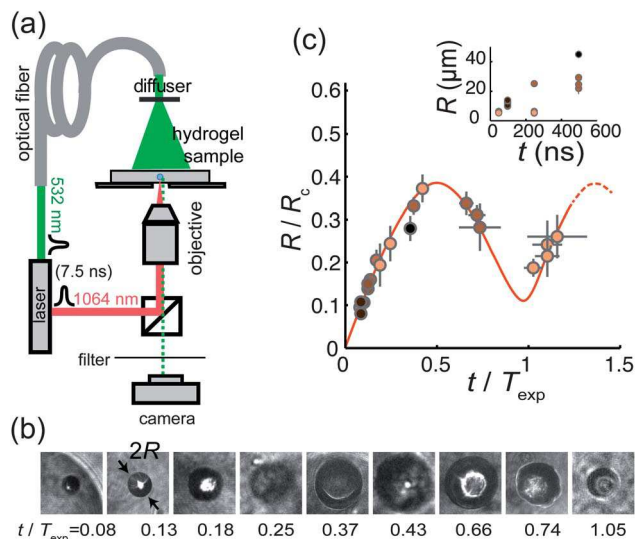 (a)
optical fiber
diffuser
hydrogel
sample
532 nm
objective
(7.5 ns)
laser
1064 nm
filter
camera
(c)
R (μm)
40
20
0
0 200 400 600
t (ns)
R / R_c
0.6
0.5
0.4
0.3
0.2
0.1
0
0 0.5 1 1.5
t / T_exp
(b)
2R
t / T_exp=0.08 0.13 0.18 0.25 0.37 0.43 0.66 0.74 1.05